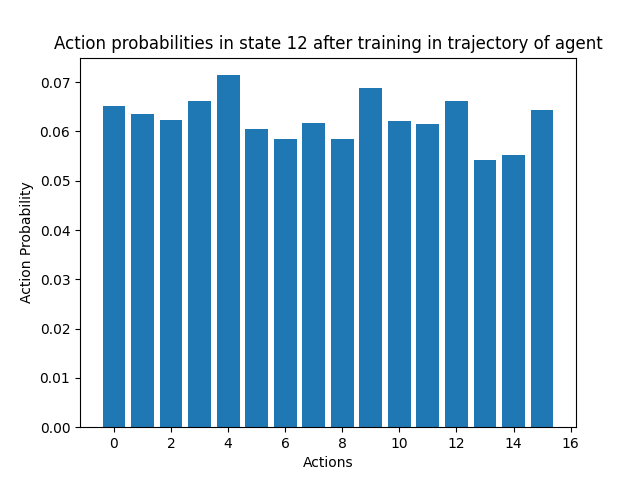 Action probabilities in state 12 after training in trajectory of agent
0.07
0.06
0.05
0.04
0.03
0.02
0.01
0.00
Action Probability
0 2 4 6 8 10 12 14 16
Actions